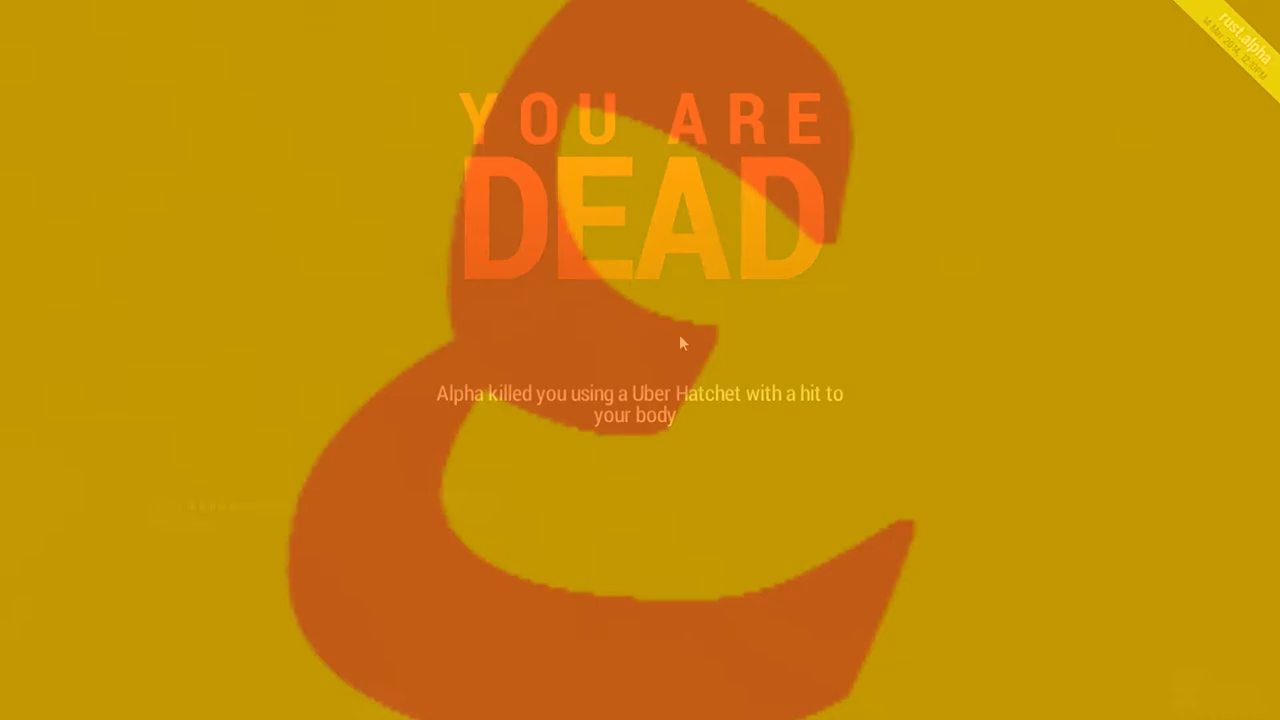 ع
YOU ARE
DEAD
Alpha killed you using a Uber Hatchet with a hit to
your body
rust.alpha